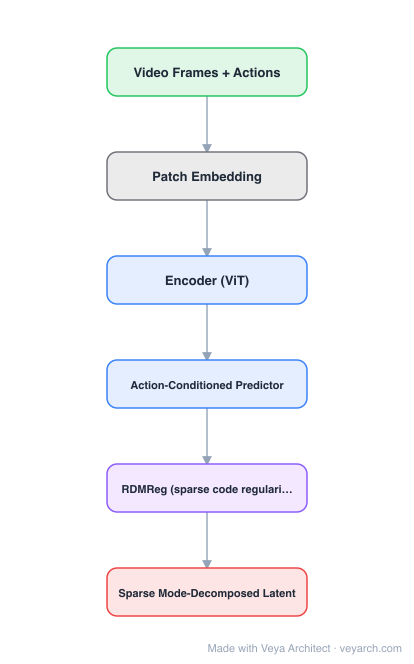 Video Frames + Actions
Patch Embedding
Encoder (ViT)
Action-Conditioned Predictor
RDMReg (sparse code regulari…
Sparse Mode-Decomposed Latent
Made with Veya Architect · veyarch.com